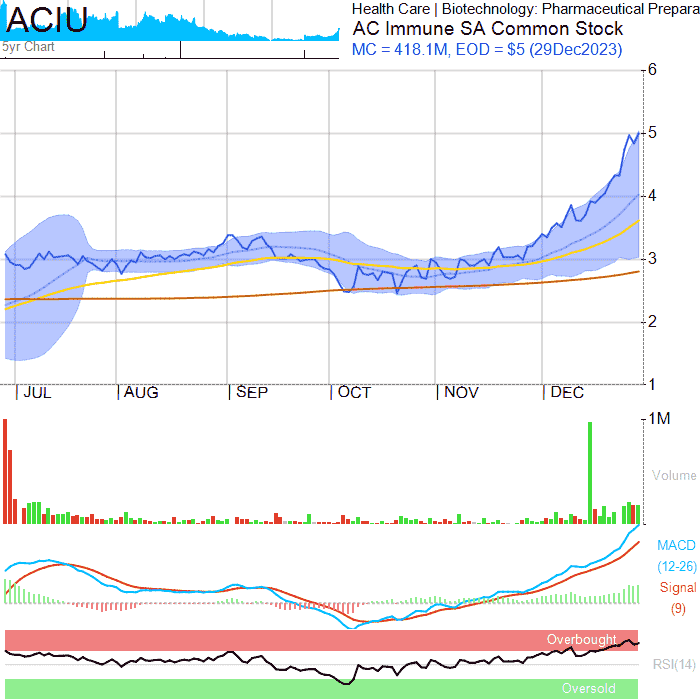 ACIU
5yr Chart
Health Care | Biotechnology: Pharmaceutical Prepara
AC Immune SA Common Stock
MC = 418.1M, EOD = $5 (29Dec2023)
6
5
4
3
2
1
JUL AUG SEP OCT NOV DEC
1M
Volume
MACD
(12-26)
Signal
(9)
Overbought
RSI(14)
Oversold